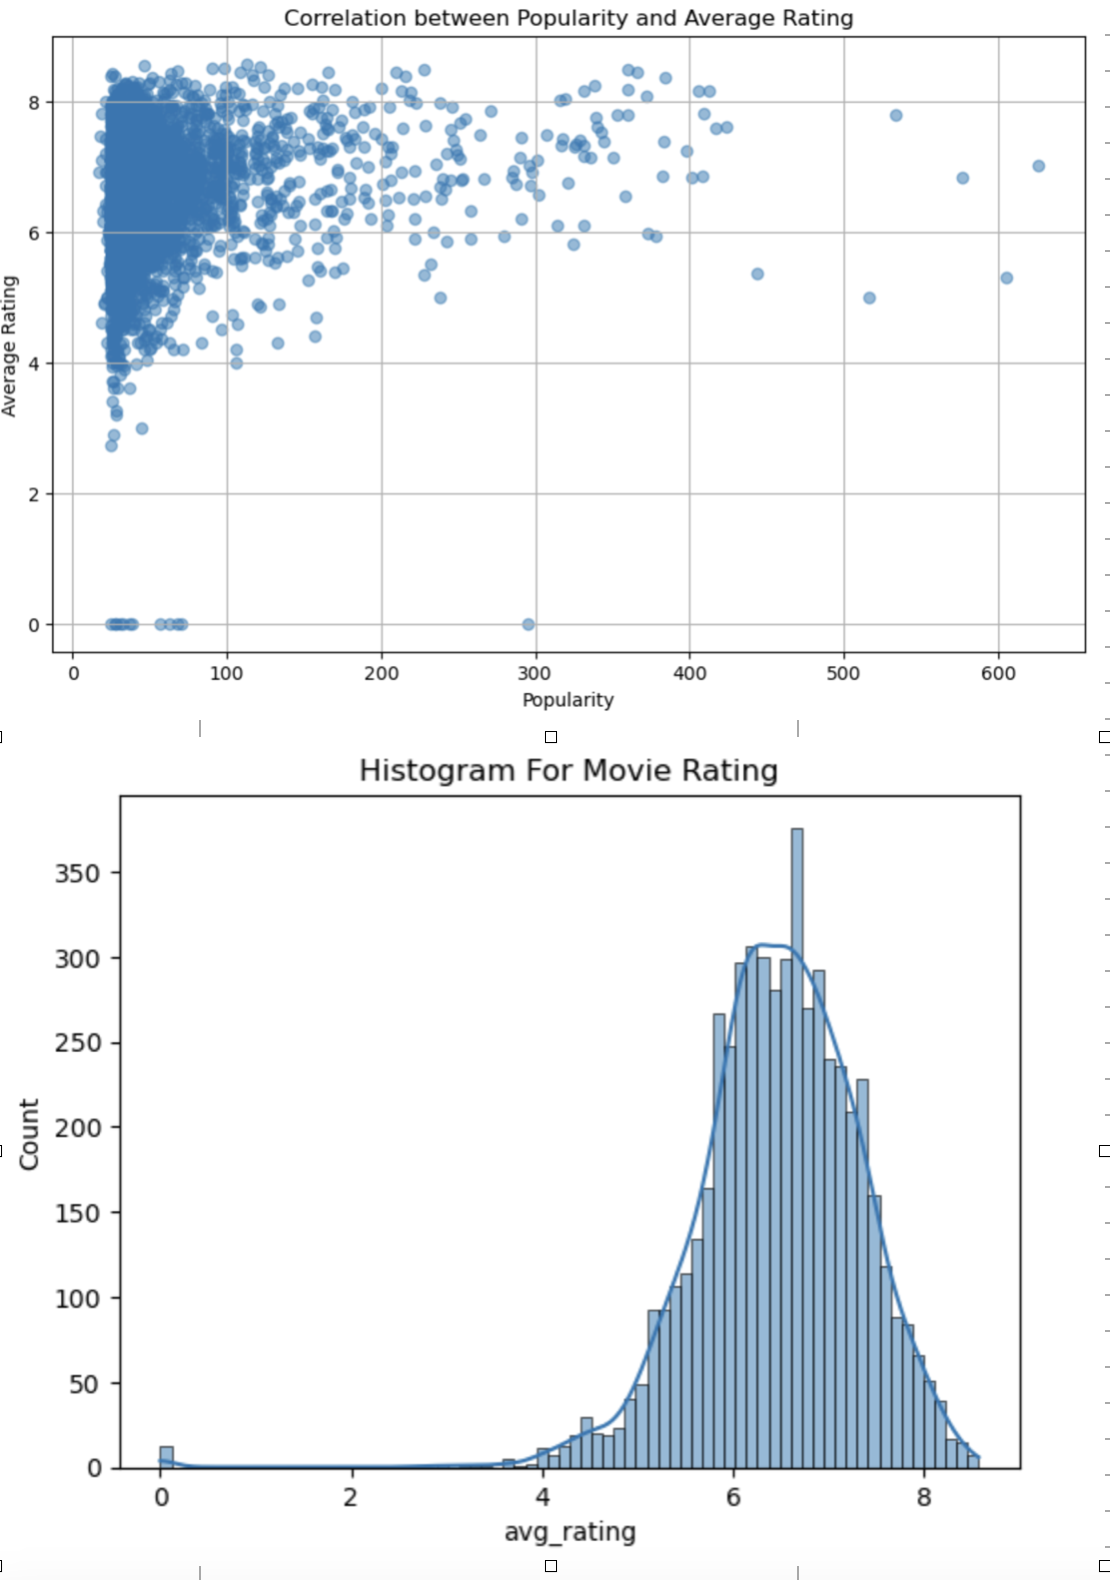 Correlation between Popularity and Average Rating
Average Rating
8
6
4
2
0
0 100 200 300 400 500 600
Popularity
Histogram For Movie Rating
Count
350
300
250
200
150
100
50
0
0 2 4 6 8
avg_rating